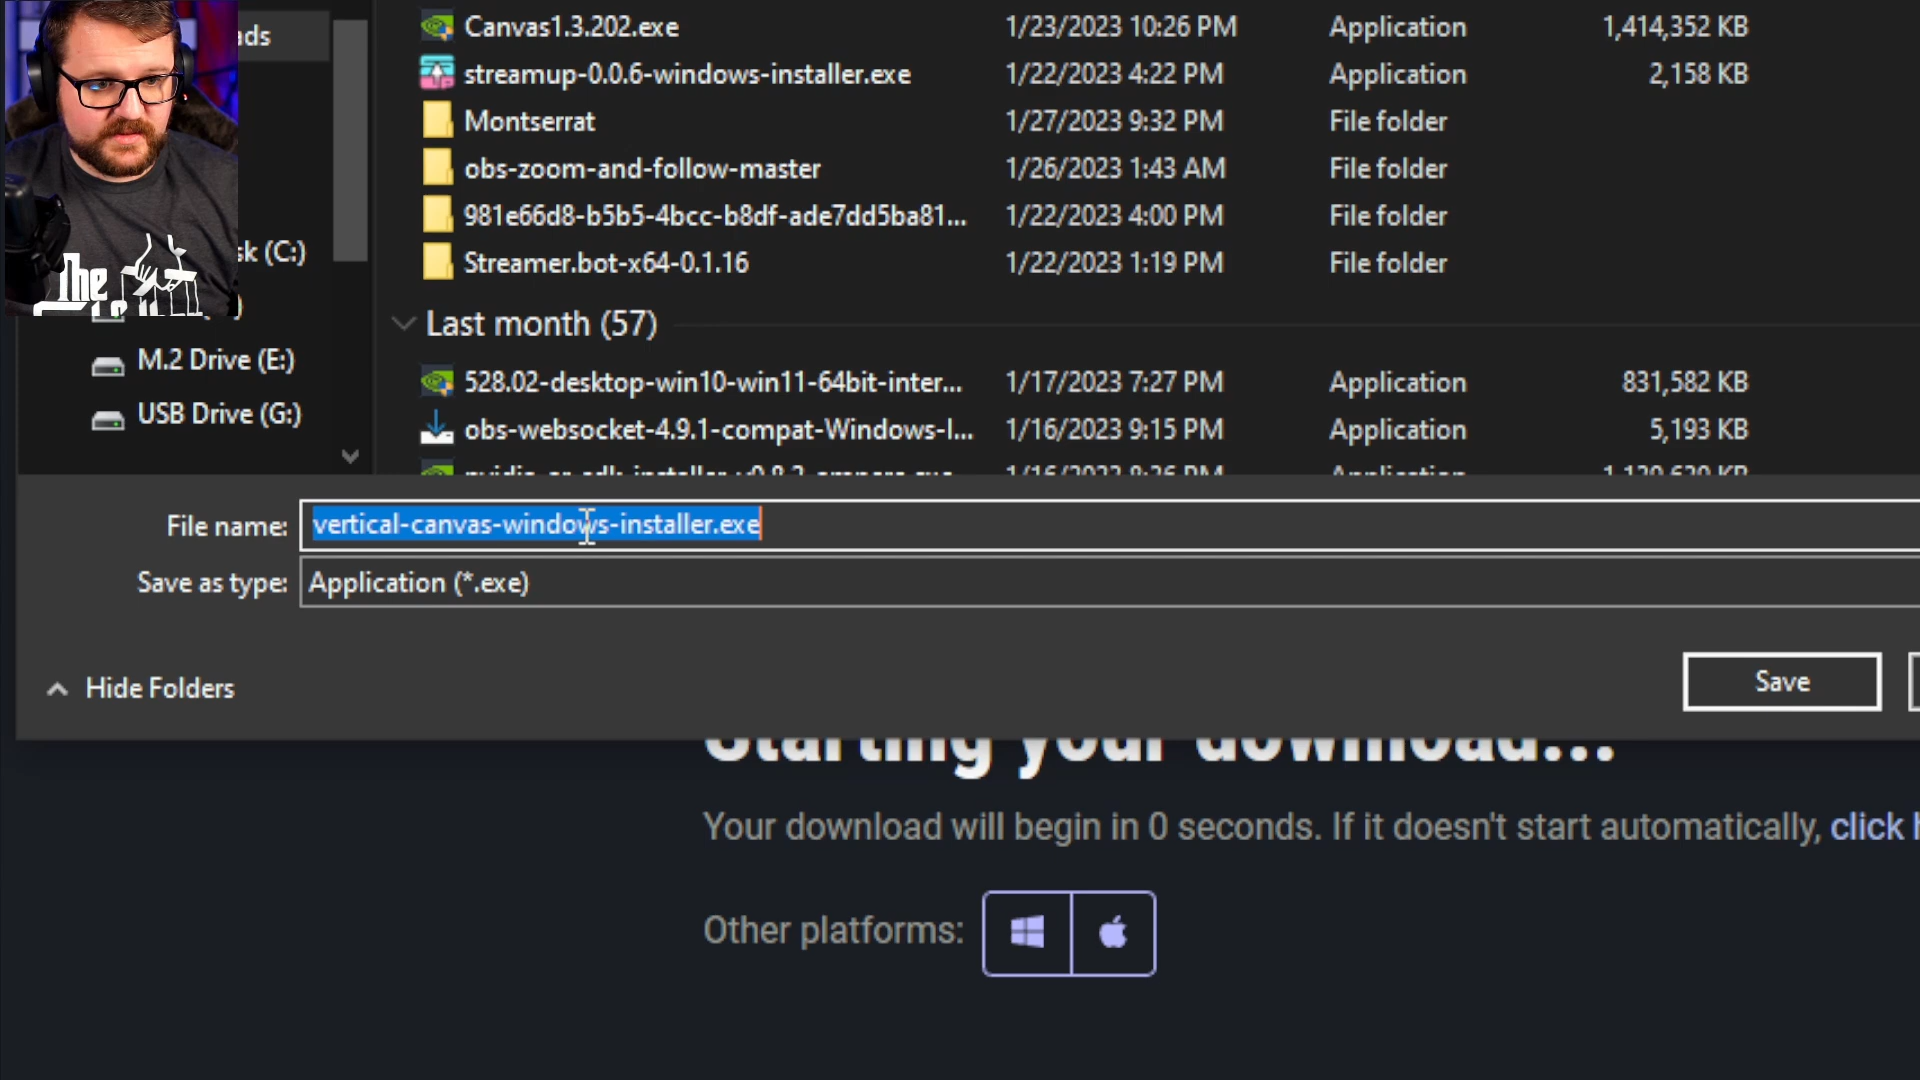 ads
Canvas1.3.202.exe 1/23/2023 10:26 PM Application 1,414,352 KB
streamup-0.0.6-windows-installer.exe 1/22/2023 4:22 PM Application 2,158 KB
Montserrat 1/27/2023 9:32 PM File folder
obs-zoom-and-follow-master 1/26/2023 1:43 AM File folder
981e66d8-b5b5-4bcc-b8df-ade7dd5ba81... 1/22/2023 4:00 PM File folder
sk (C:)
Streamer.bot-x64-0.1.16 1/22/2023 1:19 PM File folder
The
Last month (57)
M.2 Drive (E:)
528.02-desktop-win10-win11-64bit-inter... 1/17/2023 7:27 PM Application 831,582 KB
USB Drive (G:)
obs-websocket-4.9.1-compat-Windows-I... 1/16/2023 9:15 PM Application 5,193 KB
File name: vertical-canvas-windows-installer.exe
Save as type: Application (*.exe)
Hide Folders
Save
Starting your download...
Your download will begin in 0 seconds. If it doesn't start automatically, click h
Other platforms: